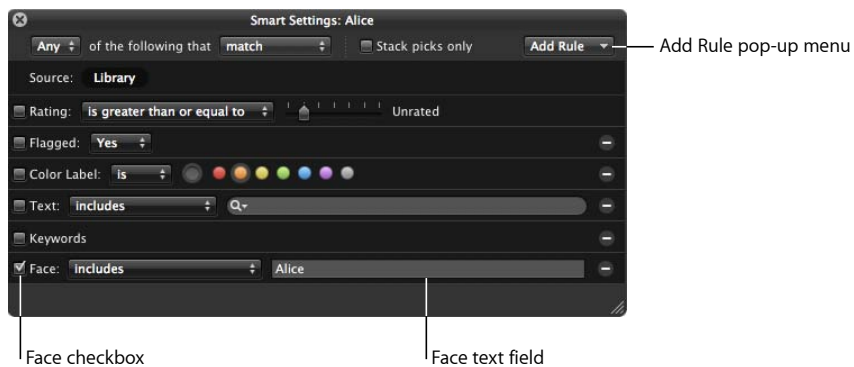 Smart Settings: Alice
Any of the following that match Stack picks only Add Rule
Add Rule pop-up menu
Source: Library
Rating: is greater than or equal to Unrated
Flagged: Yes
Color Label: is
Text: includes
Keywords
Face: includes Alice
Face checkbox
Face text field